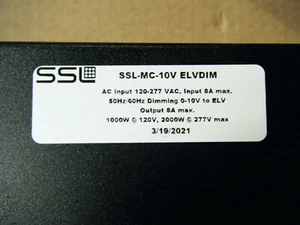 SSL
SSL-MC-10V ELVDIM
AC Input 120-277 VAC, Input 8A max.
50Hz/60Hz Dimming 0-10V to ELV
Output 8A max.
1000W @ 120V, 2000W @ 277V max
3/19/2021